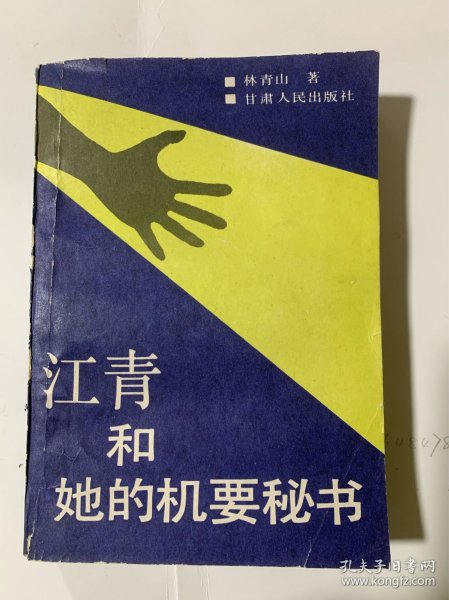 林青山 著
甘肃人民出版社
江青
和
她的机要秘书
孔夫子旧书网
www.kongfz.com